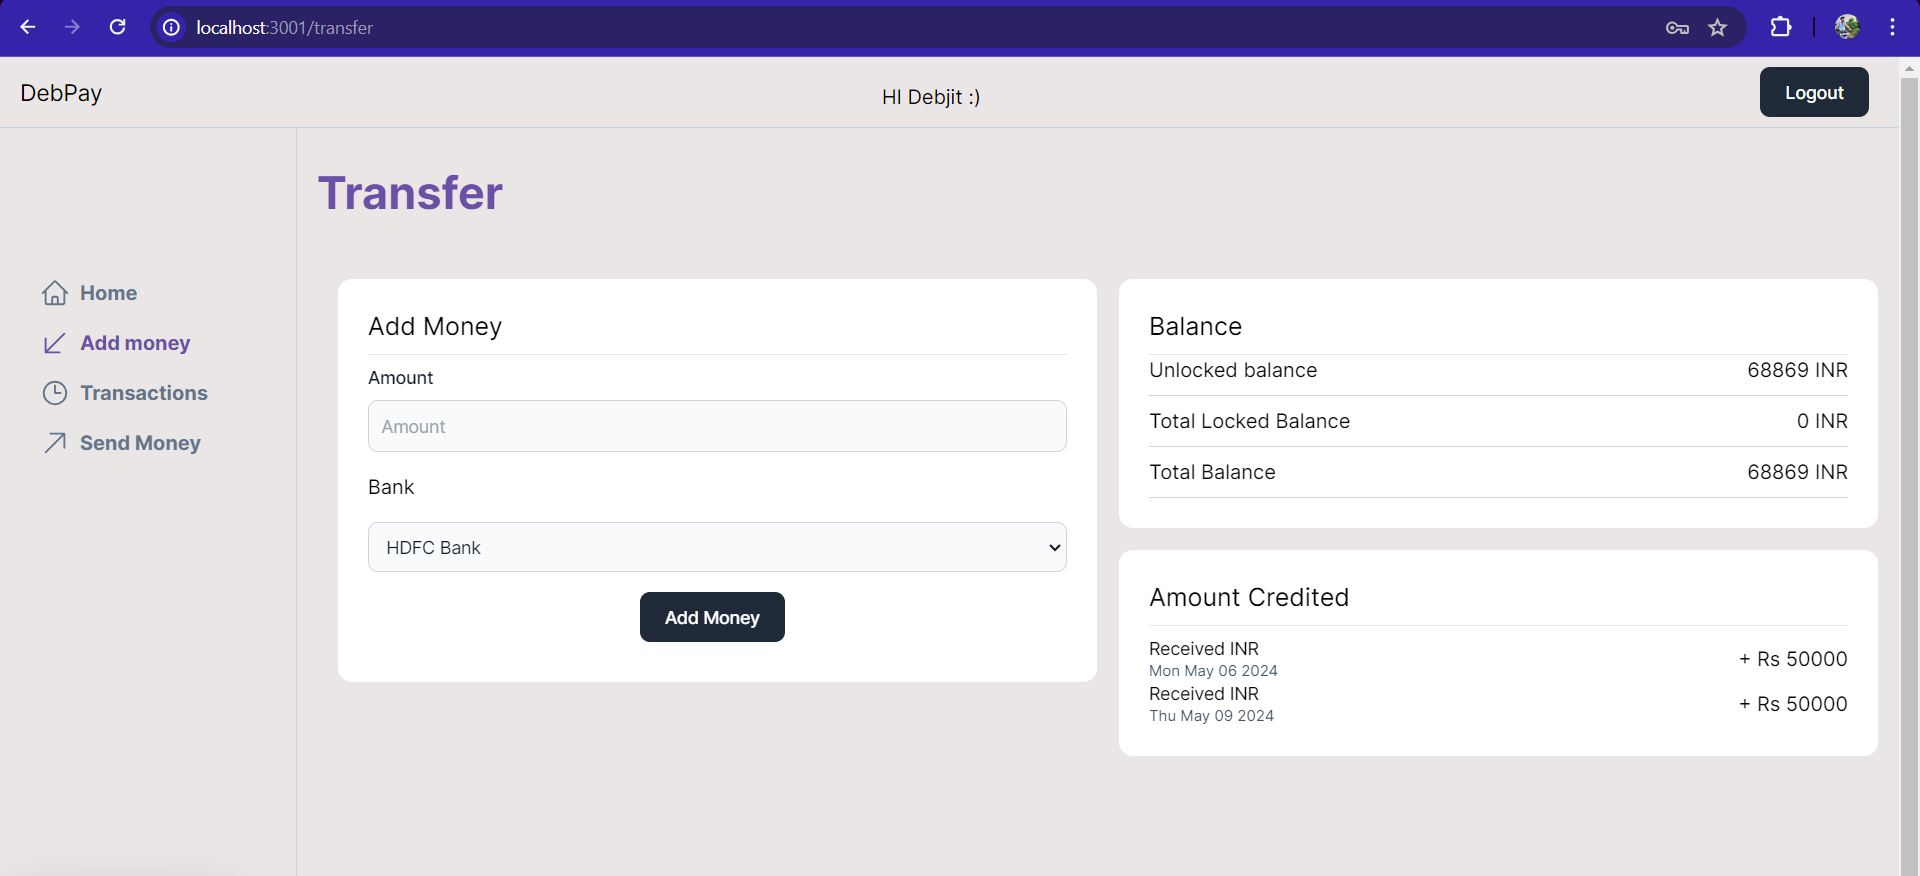 localhost:3001/transfer
DebPay
HI Debjit :)
Logout
Transfer
Home
Add money
Transactions
Send Money
Add Money
Amount
Amount
Bank
HDFC Bank
Add Money
Balance
Unlocked balance 68869 INR
Total Locked Balance 0 INR
Total Balance 68869 INR
Amount Credited
Received INR
Mon May 06 2024
+ Rs 50000
Received INR
Thu May 09 2024
+ Rs 50000